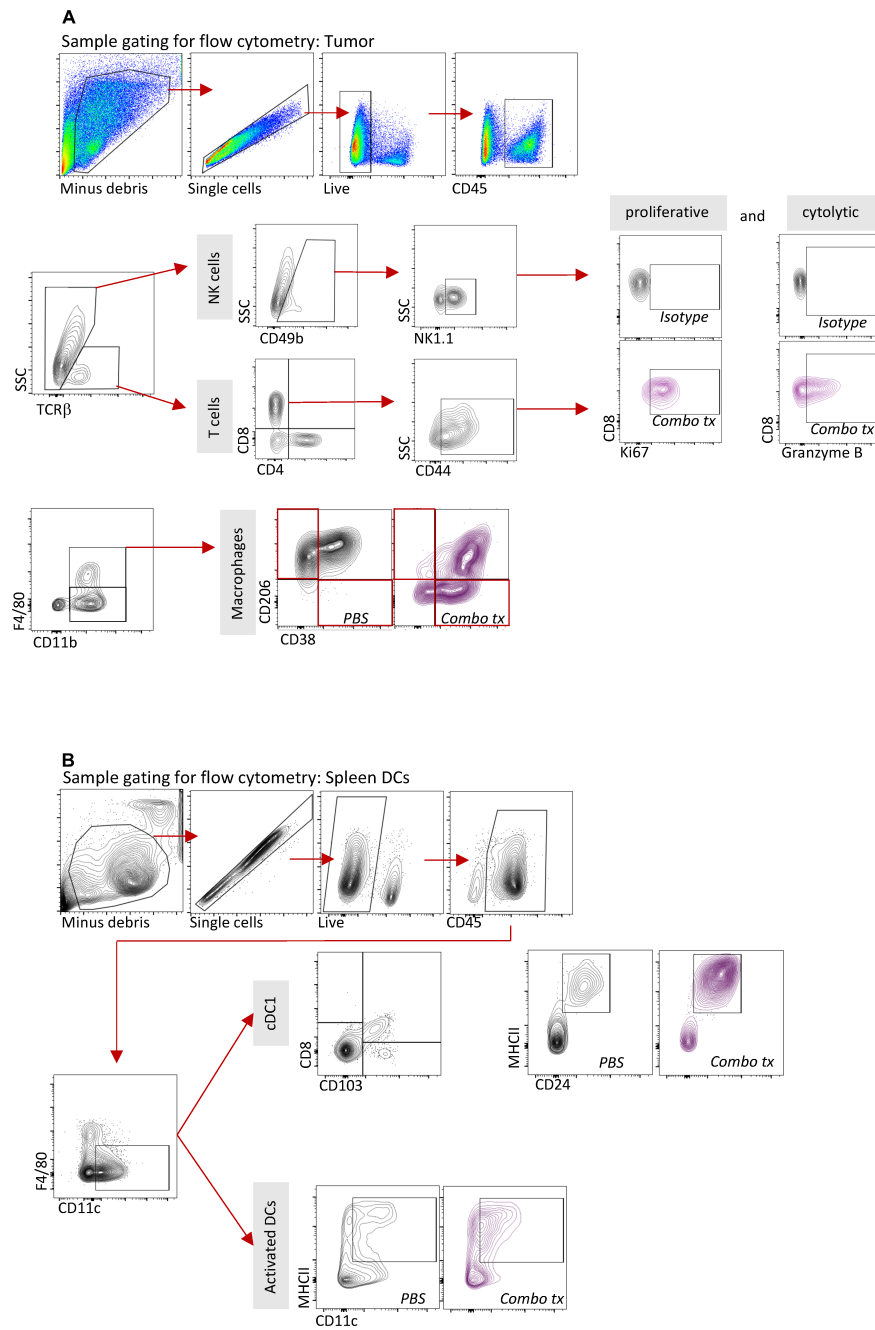 A
Sample gating for flow cytometry: Tumor
Minus debris
Single cells
Live
CD45
proliferative
and
cytolytic
NK cells
SSC
CD49b
SSC
NK1.1
Isotype
Isotype
SSC
TCRβ
T cells
CD8
CD4
SSC
CD44
CD8
Combo tx
Ki67
CD8
Combo tx
Granzyme B
F4/80
CD11b
Macrophages
CD206
PBS
Combo tx
CD38
B
Sample gating for flow cytometry: Spleen DCs
Minus debris
Single cells
Live
CD45
cDC1
CD8
CD103
MHCII
PBS
Combo tx
CD24
F4/80
CD11c
Activated DCs
MHCII
PBS
Combo tx
CD11c